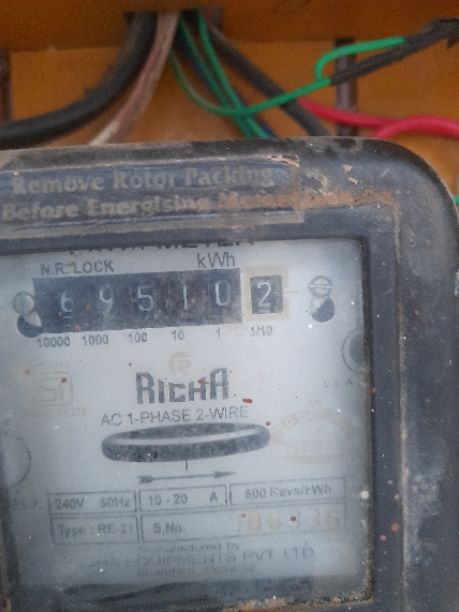 Remove Rotor Packing
Before Energising
N.R. LOCK kWh
6 9 5 1 0 2
10000 1000 100 10 1 1/10
RICHA
L.L.A.
AC 1-PHASE 2-WIRE
240V 50Hz 10-20 A 600 Revs/kWh
Type : RE-21 S.No.
Manufactured by
EQUIPMENTS PVT. LTD